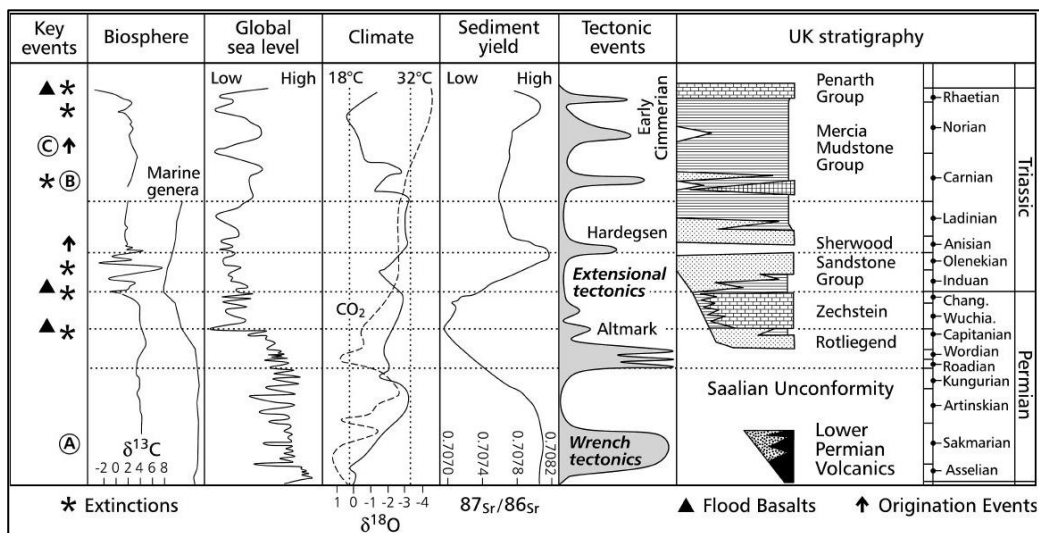 Key events
Biosphere
Global sea level
Climate
Sediment yield
Tectonic events
UK stratigraphy
Low High
18°C 32°C
Low High
▲ *
*
Ⓒ ↑
* Ⓑ
↑
*
▲ *
▲ *
Ⓐ
Marine
genera
δ13C
-2 0 2 4 6 8
CO2
1 0 -1 -2 -3 -4
δ18O
0.7070
0.7074
0.7078
0.7082
87Sr/86Sr
Early
Cimmerian
Hardegsen
Extensional
tectonics
Altmark
Wrench
tectonics
Penarth
Group
Mercia
Mudstone
Group
Sherwood
Sandstone
Group
Zechstein
Rotliegend
Saalian Unconformity
Lower
Permian
Volcanics
Rhaetian
Norian
Carnian
Ladinian
Anisian
Olenekian
Induan
Chang.
Wuchia.
Capitanian
Wordian
Roadian
Kungurian
Artinskian
Sakmarian
Asselian
Triassic
Permian
* Extinctions
▲ Flood Basalts
↑ Origination Events